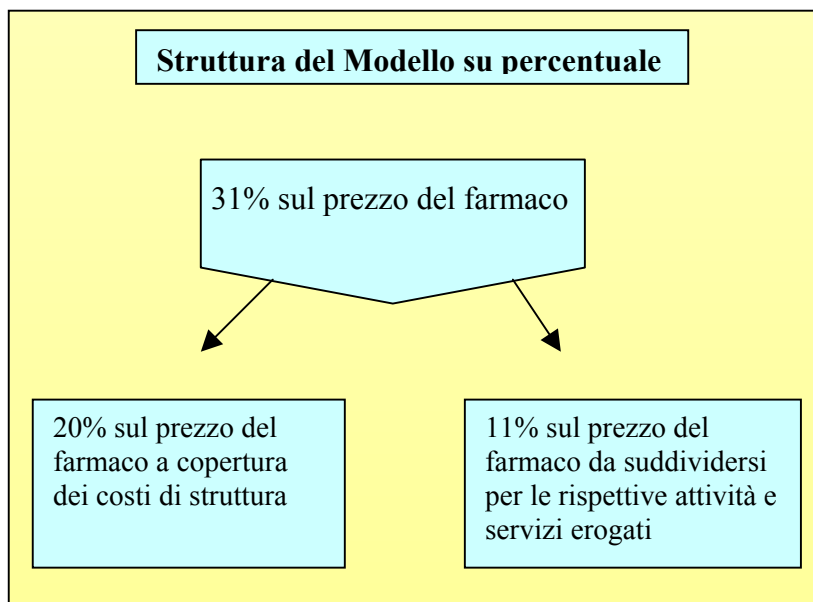 Struttura del Modello su percentuale
31% sul prezzo del farmaco
20% sul prezzo del
farmaco a copertura
dei costi di struttura
11% sul prezzo del
farmaco da suddividersi
per le rispettive attività e
servizi erogati